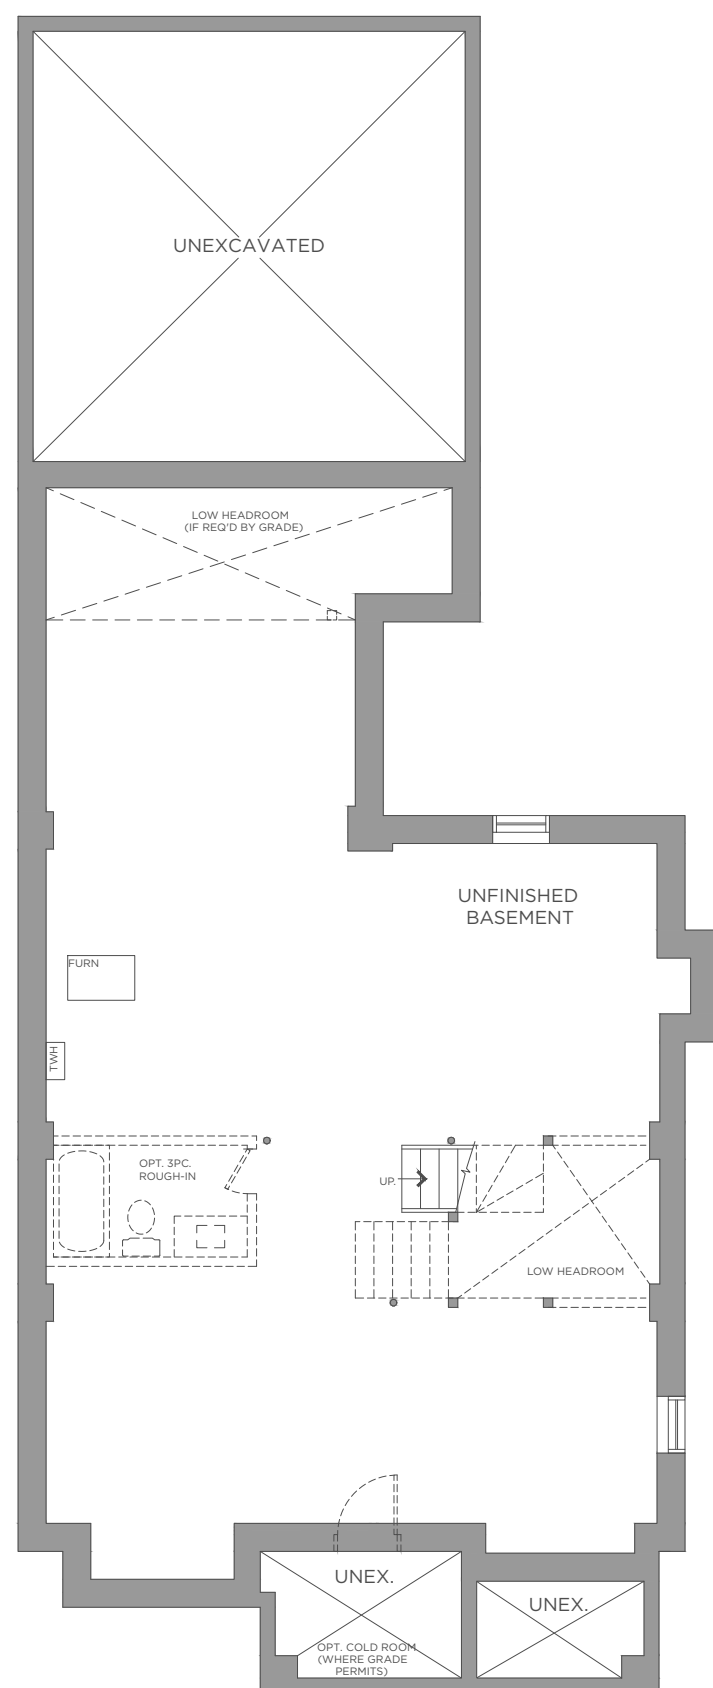 UNEXCAVATED
LOW HEADROOM
(IF REQ'D BY GRADE)
UNFINISHED
BASEMENT
FURN
TWH
OPT. 3PC.
ROUGH-IN
UP.
LOW HEADROOM
UNEX.
OPT. COLD ROOM
(WHERE GRADE
PERMITS)
UNEX.